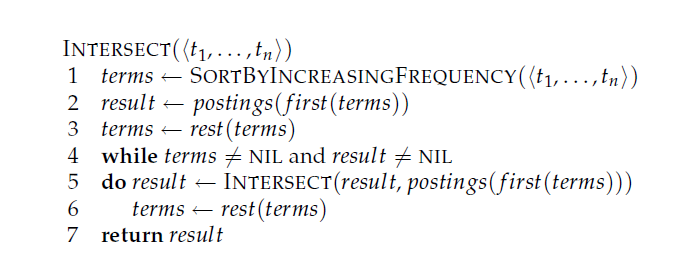 INTERSECT(⟨t₁, . . . , tₙ⟩)
1 terms ← SORTBYINCREASINGFREQUENCY(⟨t₁, . . . , tₙ⟩)
2 result ← postings(first(terms))
3 terms ← rest(terms)
4 while terms ≠ NIL and result ≠ NIL
5 do result ← INTERSECT(result, postings(first(terms)))
6 terms ← rest(terms)
7 return result